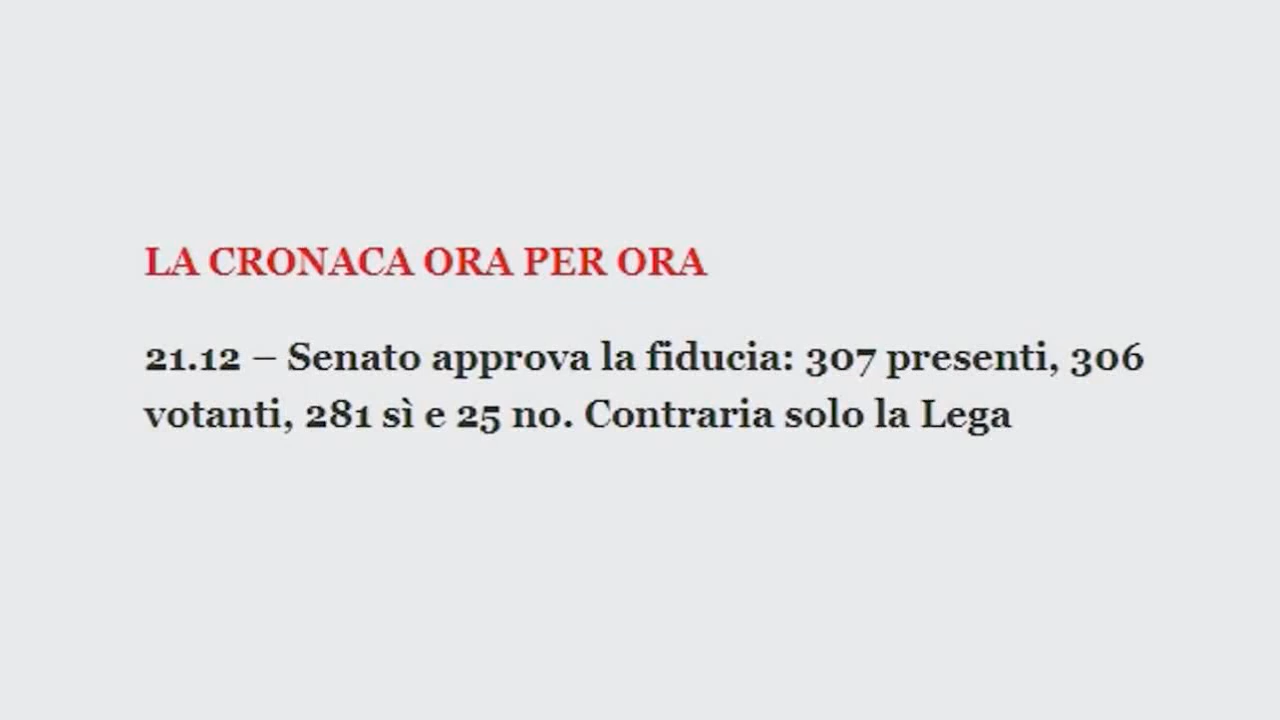 LA CRONACA ORA PER ORA
21.12 – Senato approva la fiducia: 307 presenti, 306
votanti, 281 sì e 25 no. Contraria solo la Lega